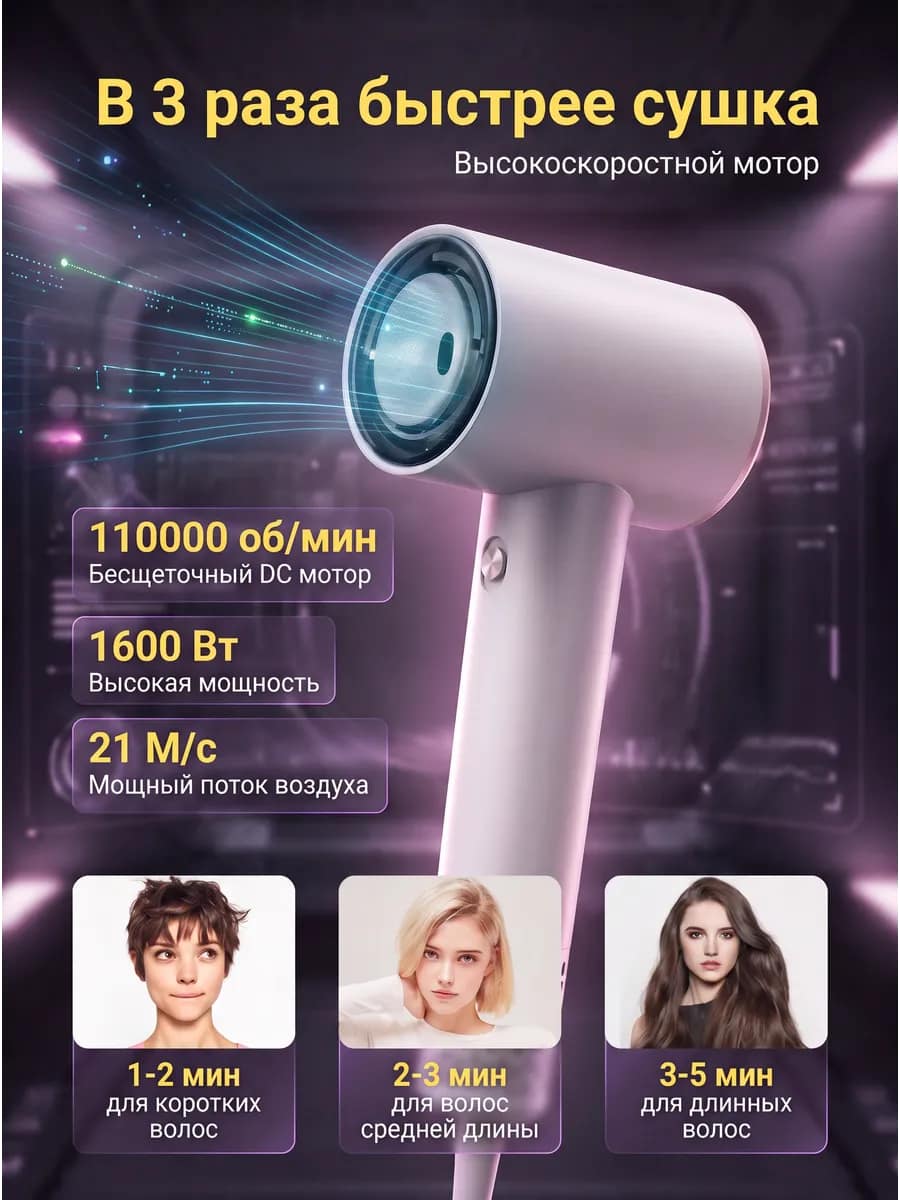 В 3 раза быстрее сушка
Высокоскоростной мотор
110000 об/мин
Бесщеточный DC мотор
1600 Вт
Высокая мощность
21 М/с
Мощный поток воздуха
1-2 мин
для коротких
волос
2-3 мин
для волос
средней длины
3-5 мин
для длинных
волос